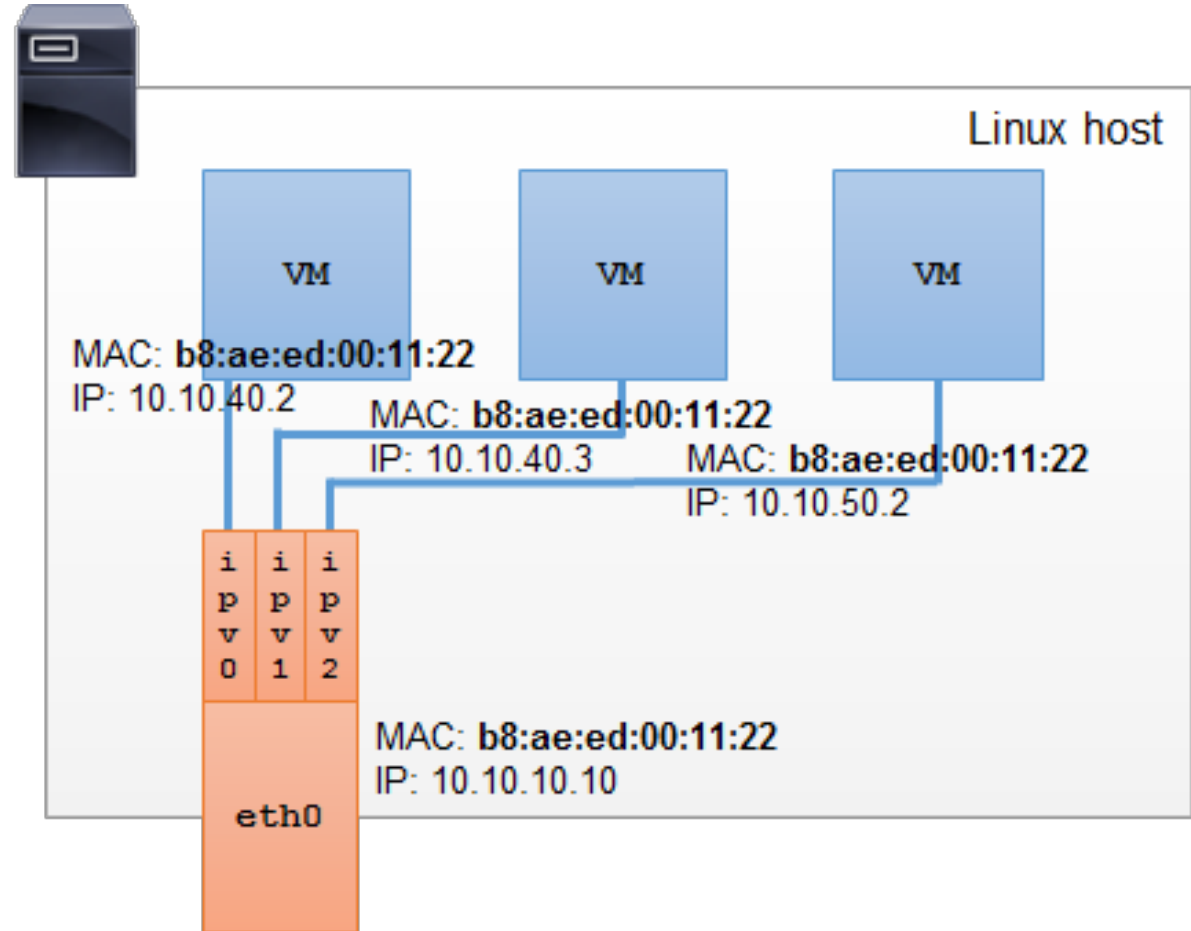 Linux host
VM
VM
VM
MAC: b8:ae:ed:00:11:22
IP: 10.10.40.2
MAC: b8:ae:ed:00:11:22
IP: 10.10.40.3
MAC: b8:ae:ed:00:11:22
IP: 10.10.50.2
ipv0
ipv1
ipv2
MAC: b8:ae:ed:00:11:22
IP: 10.10.10.10
eth0